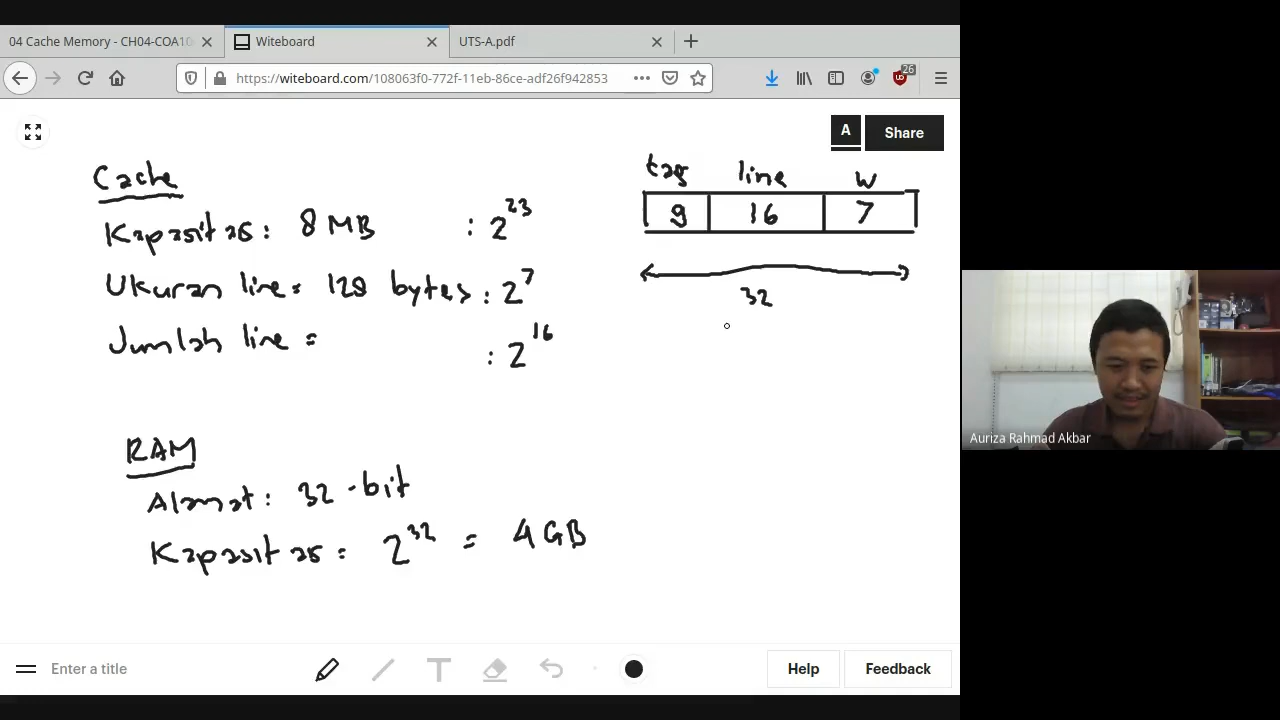 04 Cache Memory - CH04-COA10
Witeboard
UTS-A.pdf
https://witeboard.com/108063f0-772f-11eb-86ce-adf26f942853
26
A
Share
Cache
Kapasitas: 8 MB : 2^23
Ukuran line = 128 bytes : 2^7
Jumlah line = : 2^16
tag line w
9 16 7
32
RAM
Alamat: 32-bit
Kapasitas = 2^32 = 4 GB
Auriza Rahmad Akbar
Enter a title
T
Help
Feedback